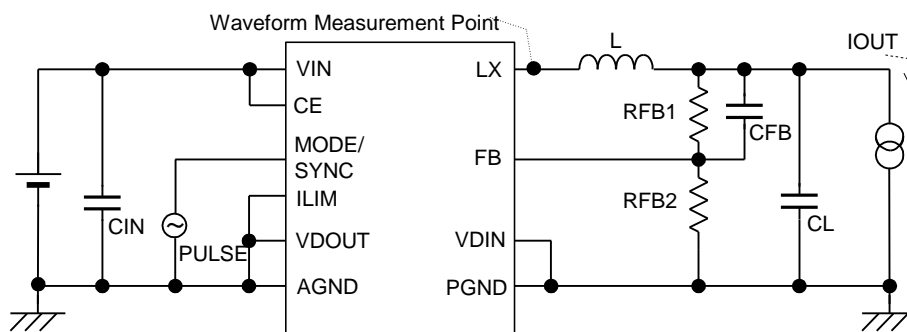 Waveform Measurement Point
L
IOUT
VIN
LX
CE
RFB1
CFB
MODE/
SYNC
FB
ILIM
RFB2
CIN
PULSE
VDOUT
VDIN
CL
AGND
PGND